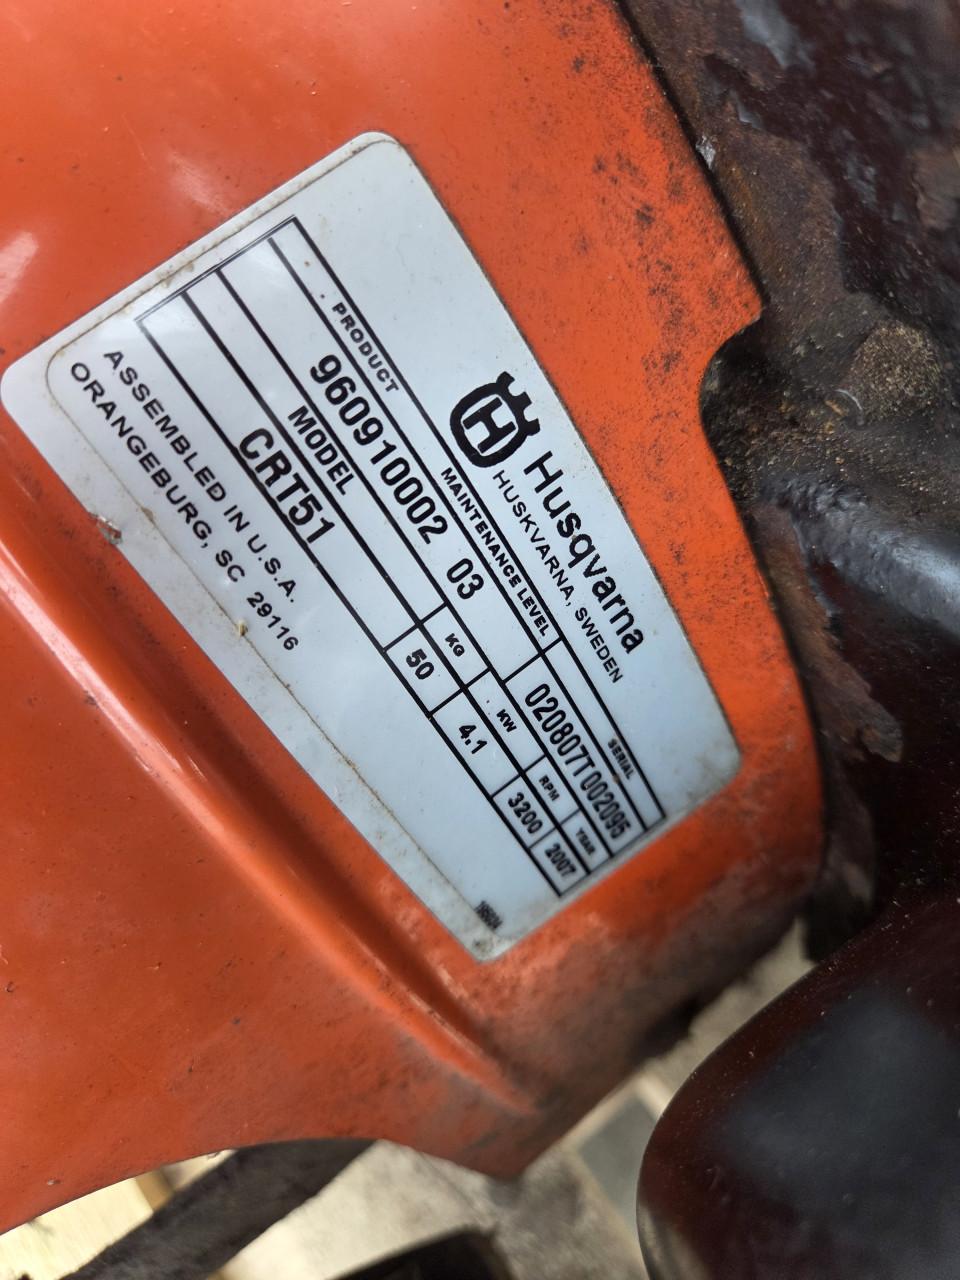 Husqvarna
HUSKVARNA, SWEDEN
PRODUCT MAINTENANCE LEVEL SERIAL
960910002 03 020807T002095
MODEL KG KW RPM YEAR
CRT51 50 4.1 3200 2007
ASSEMBLED IN U.S.A.
ORANGEBURG, SC 29116